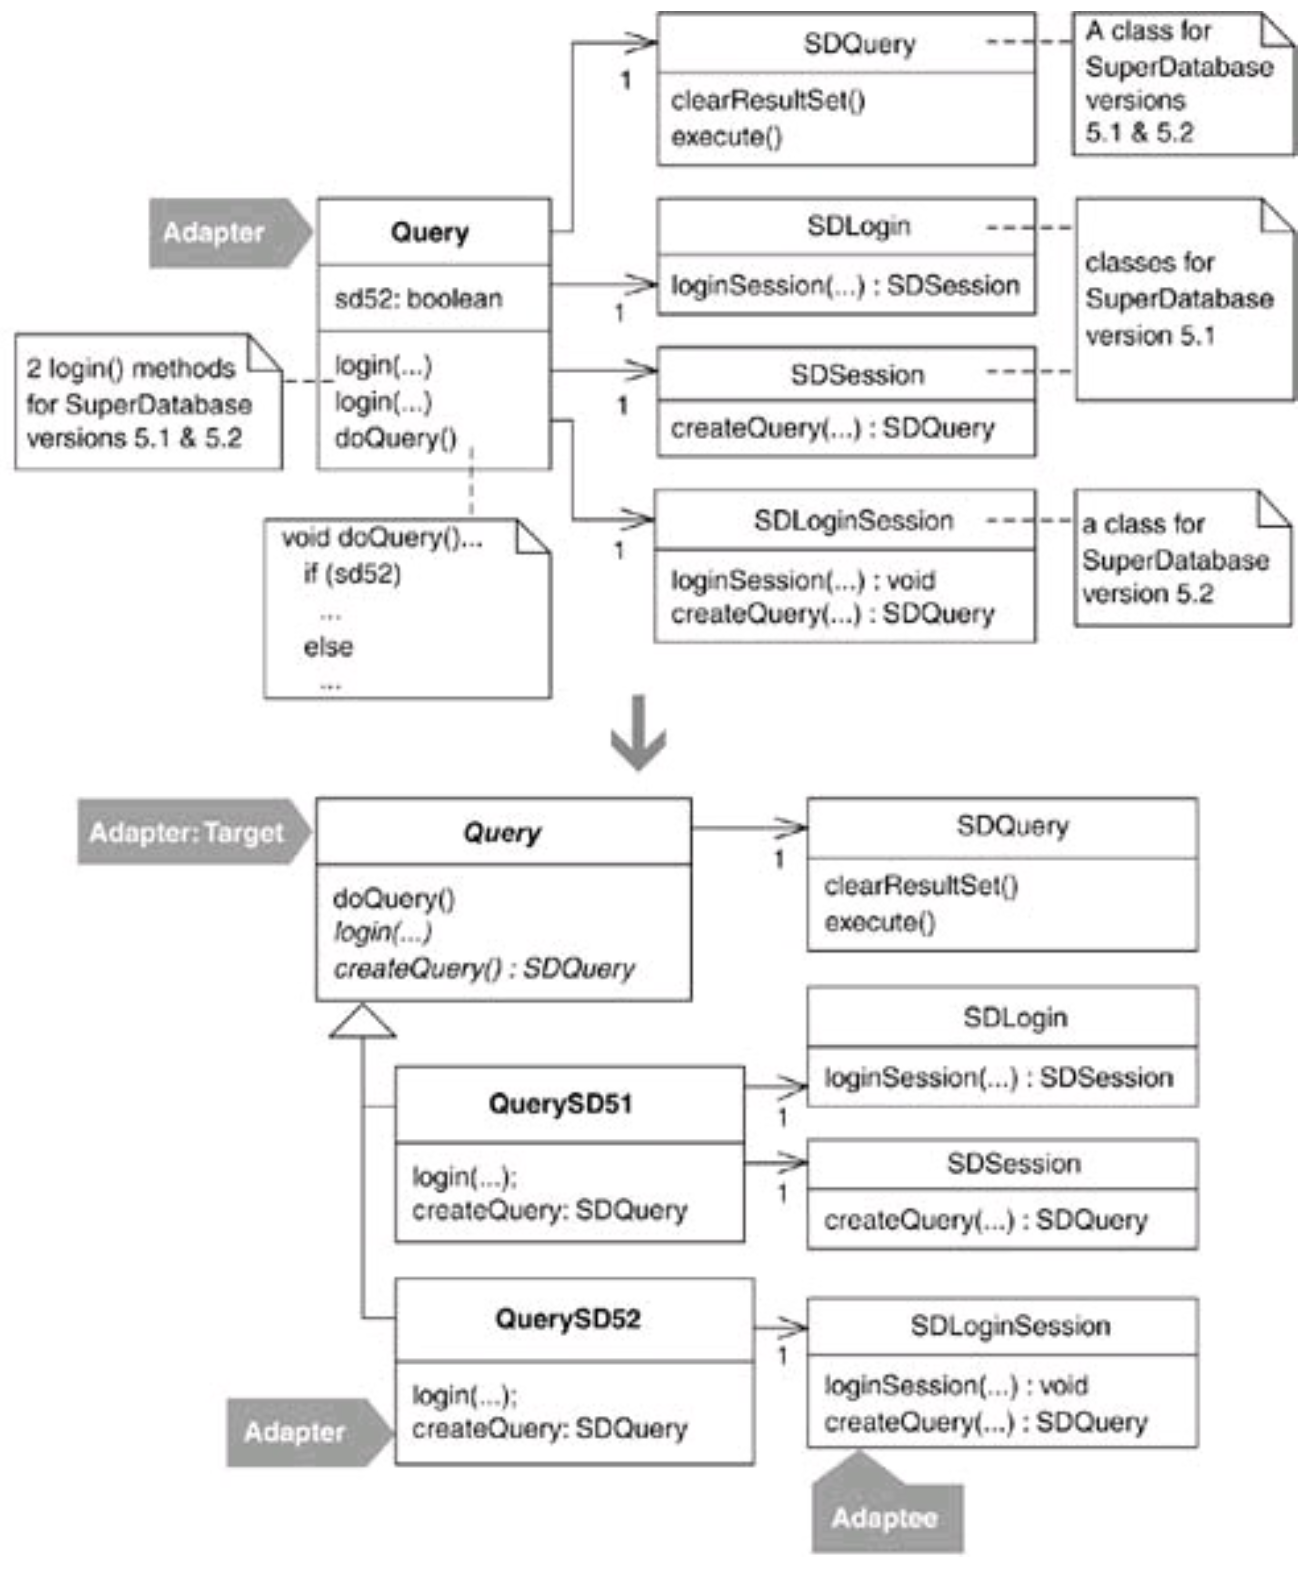 SDQuery
1
clearResultSet()
execute()
A class for
SuperDatabase
versions
5.1 & 5.2
Adapter
Query
sd52: boolean
login(...)
login(...)
doQuery()
2 login() methods
for SuperDatabase
versions 5.1 & 5.2
SDLogin
loginSession(...) : SDSession
1
classes for
SuperDatabase
version 5.1
SDSession
1
createQuery(...) : SDQuery
void doQuery()...
if (sd52)
...
else
...
SDLoginSession
1
loginSession(...) : void
createQuery(...) : SDQuery
a class for
SuperDatabase
version 5.2
Adapter: Target
Query
doQuery()
login(...)
createQuery() : SDQuery
SDQuery
1
clearResultSet()
execute()
SDLogin
loginSession(...) : SDSession
1
QuerySD51
login(...);
createQuery: SDQuery
SDSession
1
createQuery(...) : SDQuery
QuerySD52
login(...);
createQuery: SDQuery
Adapter
SDLoginSession
1
loginSession(...) : void
createQuery(...) : SDQuery
Adaptee